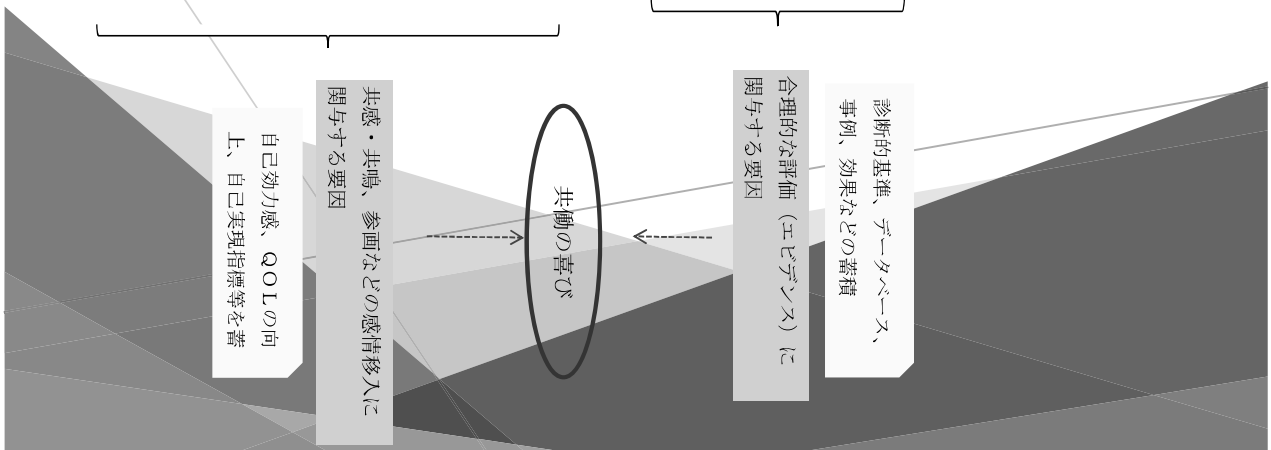 診断的基準、データベース、
事例、効果などの蓄積
合理的な評価（エビデンス）に
関与する要因
共働の喜び
共感・共鳴、参画などの感情移入に
関与する要因
自己効力感、QOLの向
上、自己実現指標等を蓄